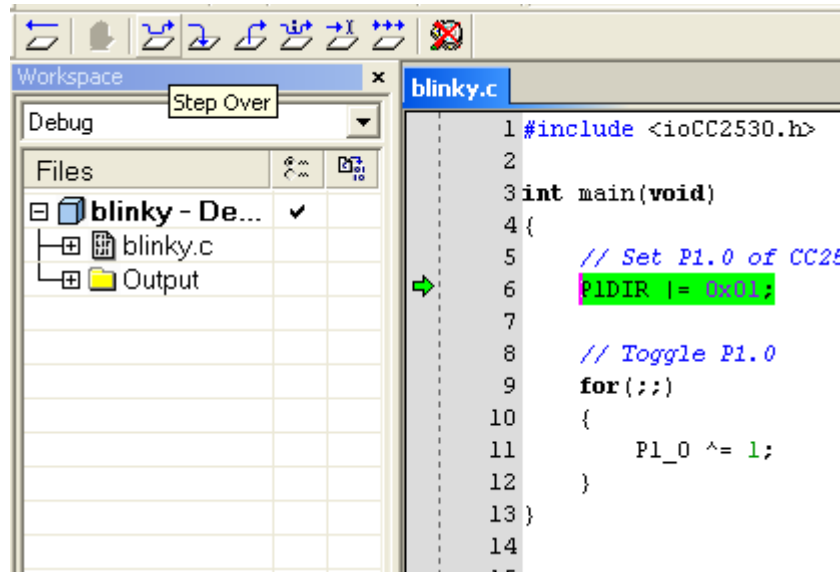 Workspace
Step Over
Debug
Files
blinky - De...
blinky.c
Output
blinky.c
1 #include <ioCC2530.h>
2
3 int main(void)
4 {
5 // Set P1.0 of CC25
6 P1DIR |= 0x01;
7
8 // Toggle P1.0
9 for(;;)
10 {
11 P1_0 ^= 1;
12 }
13 }
14